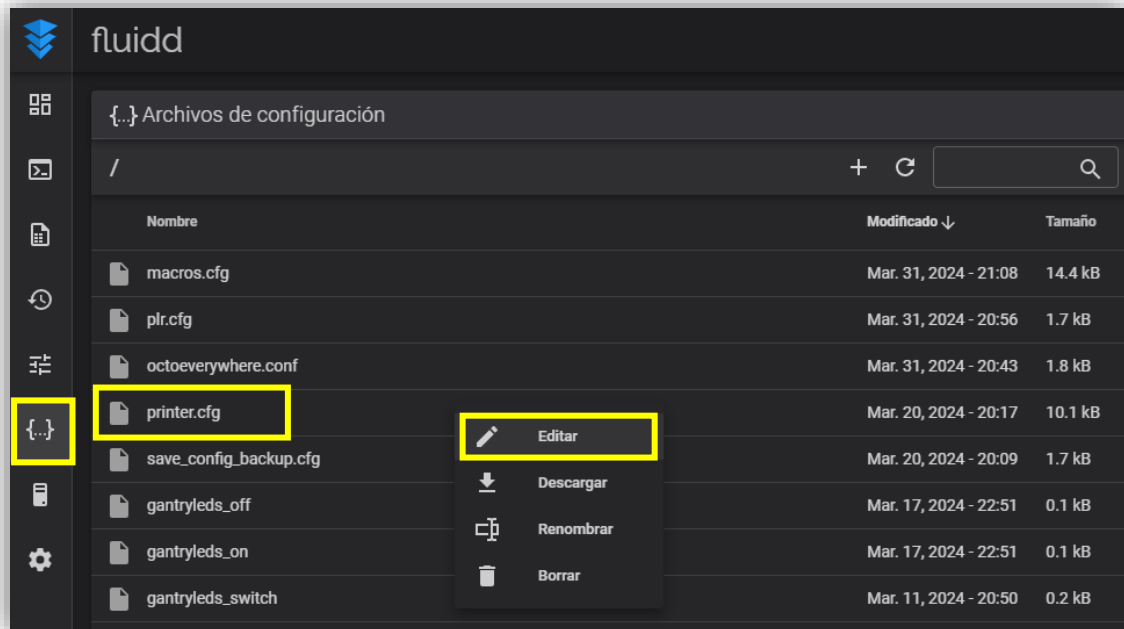 fluidd
{...} Archivos de configuración
/
Nombre Modificado Tamaño
macros.cfg Mar. 31, 2024 - 21:08 14.4 kB
plr.cfg Mar. 31, 2024 - 20:56 1.7 kB
octoeverywhere.conf Mar. 31, 2024 - 20:43 1.8 kB
printer.cfg Mar. 20, 2024 - 20:17 10.1 kB
{...}
Editar
save_config_backup.cfg Mar. 20, 2024 - 20:09 1.7 kB
Descargar
gantryleds_off Mar. 17, 2024 - 22:51 0.1 kB
Renombrar
gantryleds_on Mar. 17, 2024 - 22:51 0.1 kB
Borrar
gantryleds_switch Mar. 11, 2024 - 20:50 0.2 kB